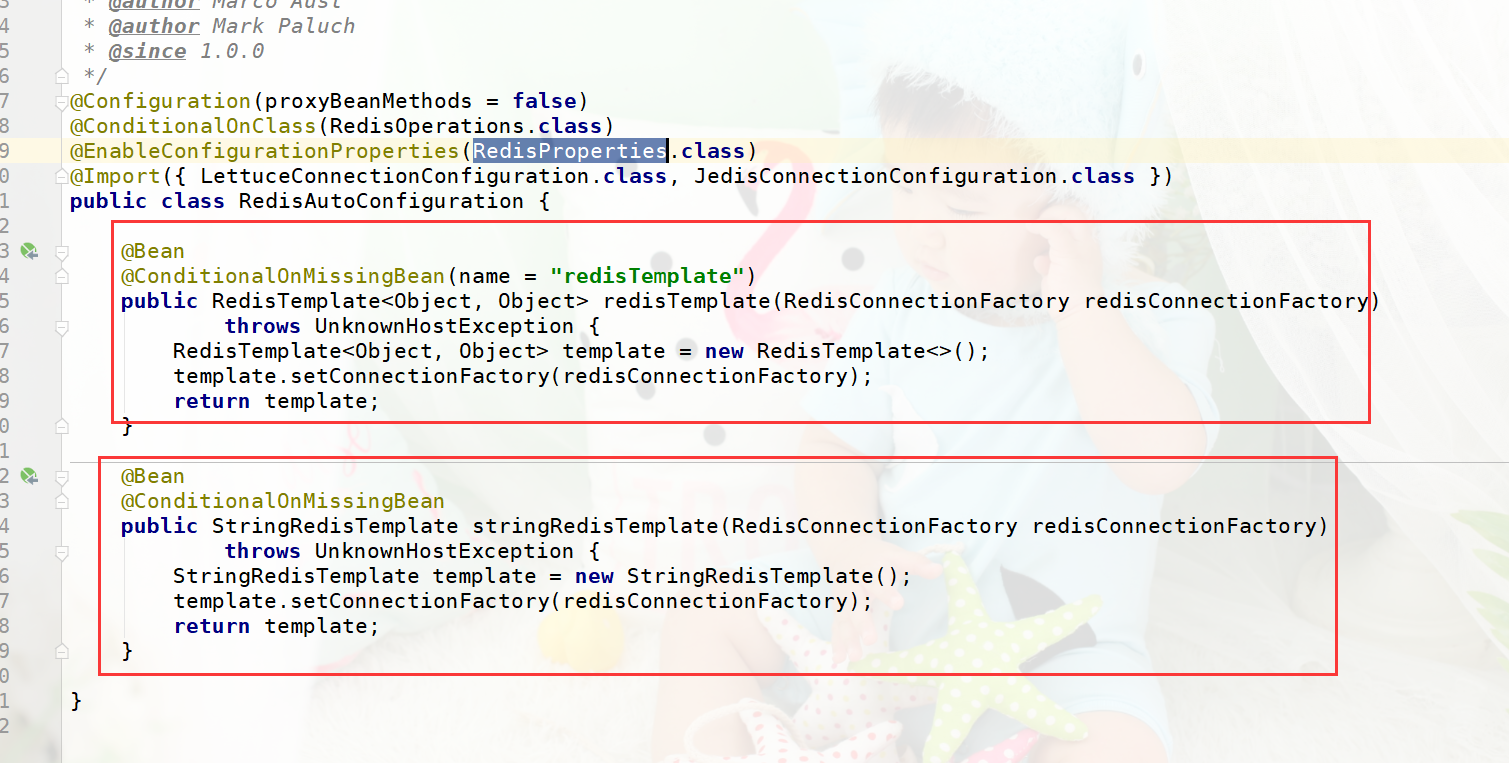 3 * @author Marco Aust
4 * @author Mark Paluch
5 * @since 1.0.0
6 */
7 @Configuration(proxyBeanMethods = false)
8 @ConditionalOnClass(RedisOperations.class)
9 @EnableConfigurationProperties(RedisProperties.class)
0 @Import({ LettuceConnectionConfiguration.class, JedisConnectionConfiguration.class })
1 public class RedisAutoConfiguration {
2
3 @Bean
4 @ConditionalOnMissingBean(name = "redisTemplate")
5 public RedisTemplate<Object, Object> redisTemplate(RedisConnectionFactory redisConnectionFactory)
6 throws UnknownHostException {
7 RedisTemplate<Object, Object> template = new RedisTemplate<>();
8 template.setConnectionFactory(redisConnectionFactory);
9 return template;
0 }
1
2 @Bean
3 @ConditionalOnMissingBean
4 public StringRedisTemplate stringRedisTemplate(RedisConnectionFactory redisConnectionFactory)
5 throws UnknownHostException {
6 StringRedisTemplate template = new StringRedisTemplate();
7 template.setConnectionFactory(redisConnectionFactory);
8 return template;
9 }
0
1 }
2